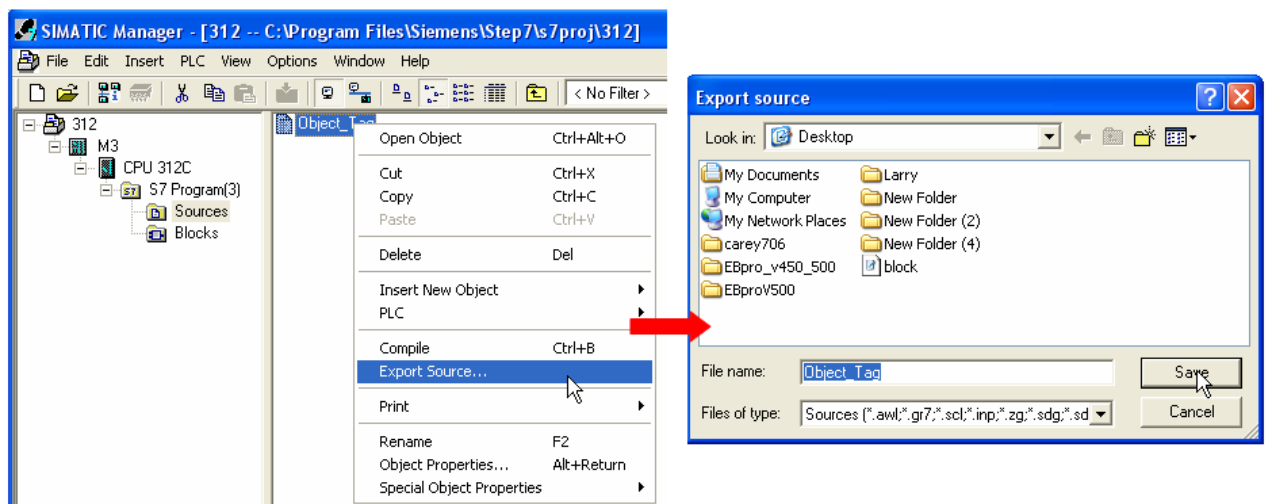 SIMATIC Manager - [312 -- C:\Program Files\Siemens\Step7\s7proj\312]
File Edit Insert PLC View Options Window Help
< No Filter >
312
M3
CPU 312C
S7 Program(3)
Sources
Blocks
Object_Tag
Open Object Ctrl+Alt+O
Cut Ctrl+X
Copy Ctrl+C
Paste Ctrl+V
Delete Del
Insert New Object
PLC
Compile Ctrl+B
Export Source...
Print
Rename F2
Object Properties... Alt+Return
Special Object Properties
Export source
Look in: Desktop
My Documents
My Computer
My Network Places
carey706
EBpro_v450_500
EBproV500
Larry
New Folder
New Folder (2)
New Folder (4)
block
File name: Object_Tag
Save
Files of type: Sources (*.awl;*.gr7;*.scl;*.inp;*.zg;*.sdg;*.sd
Cancel